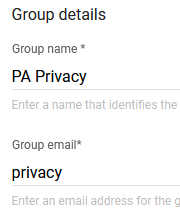 Group details
Group name *
PA Privacy
Enter a name that identifies the
Group email*
privacy
Enter an email address for the g